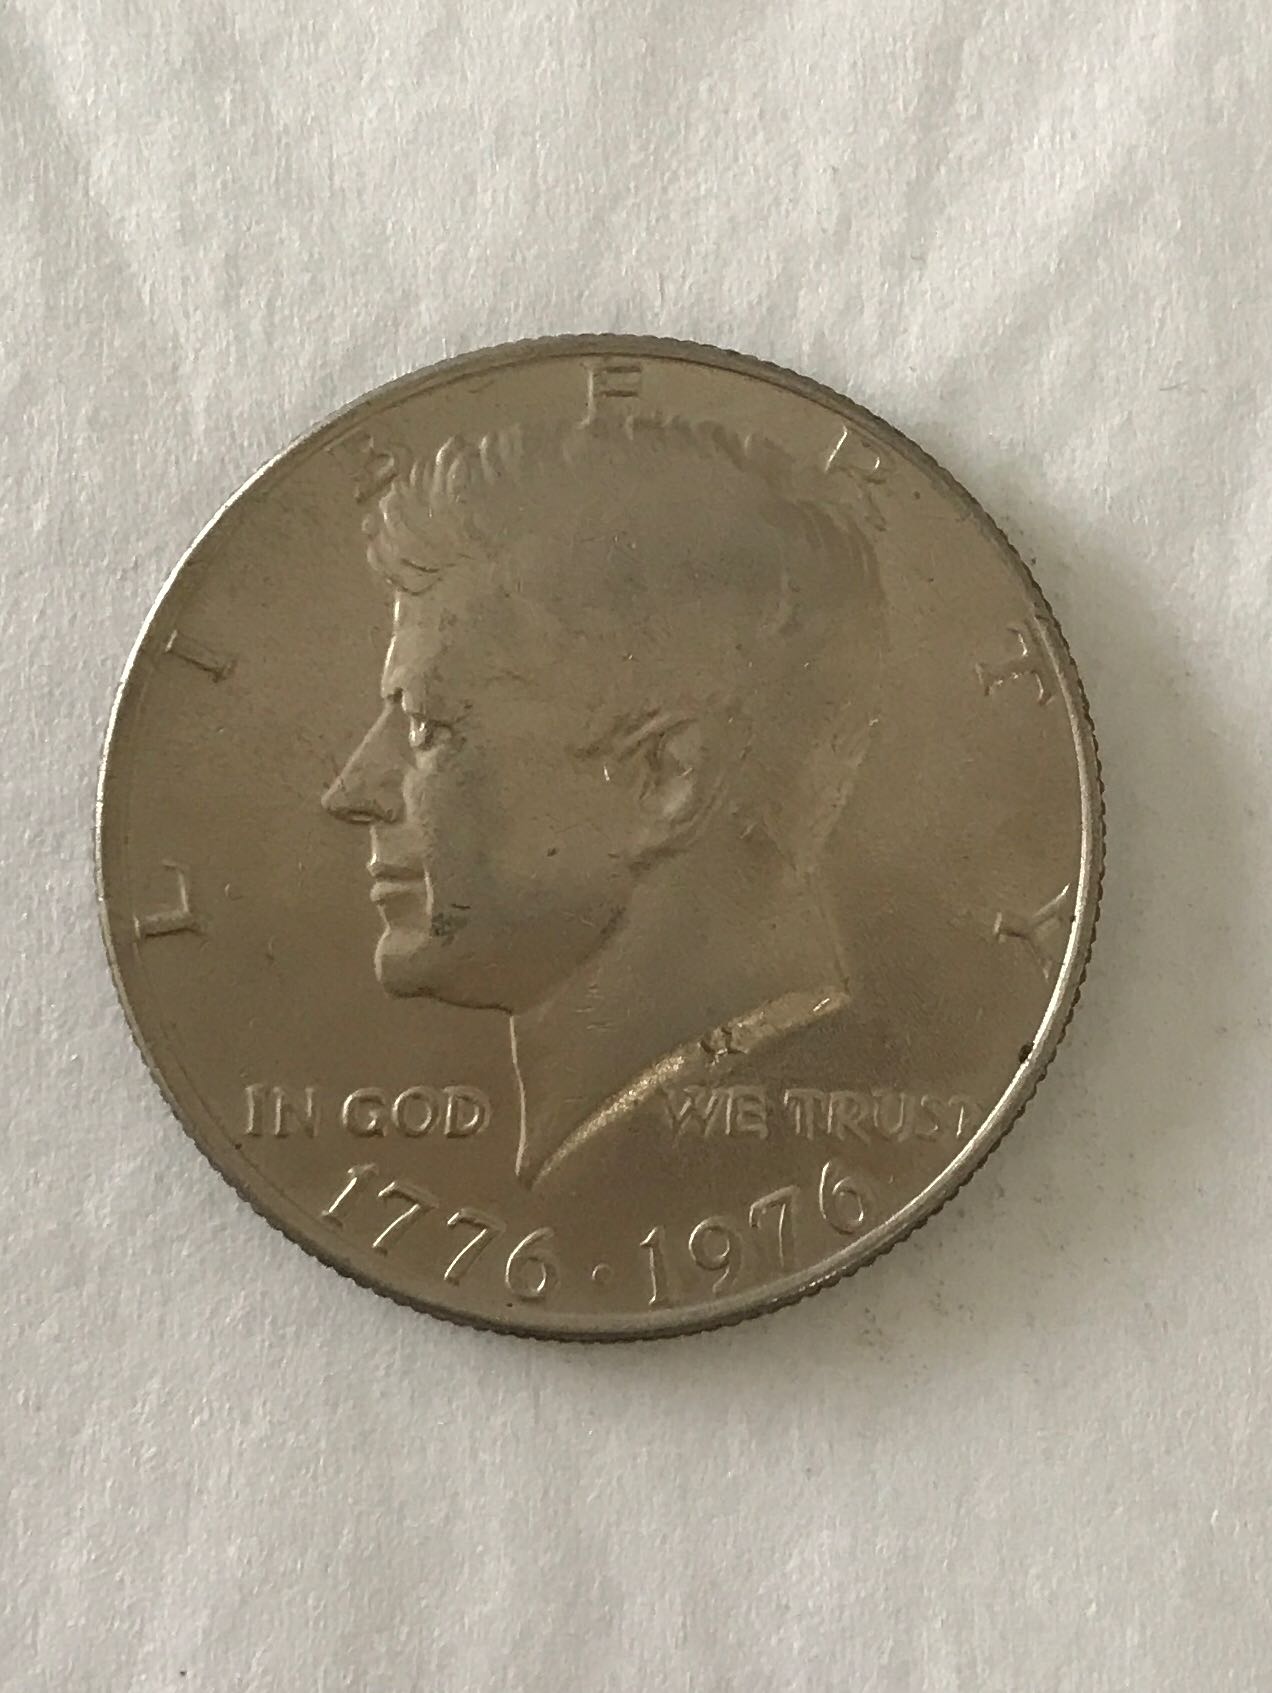 LIBERTY
IN GOD WE TRUST
1776 · 1976